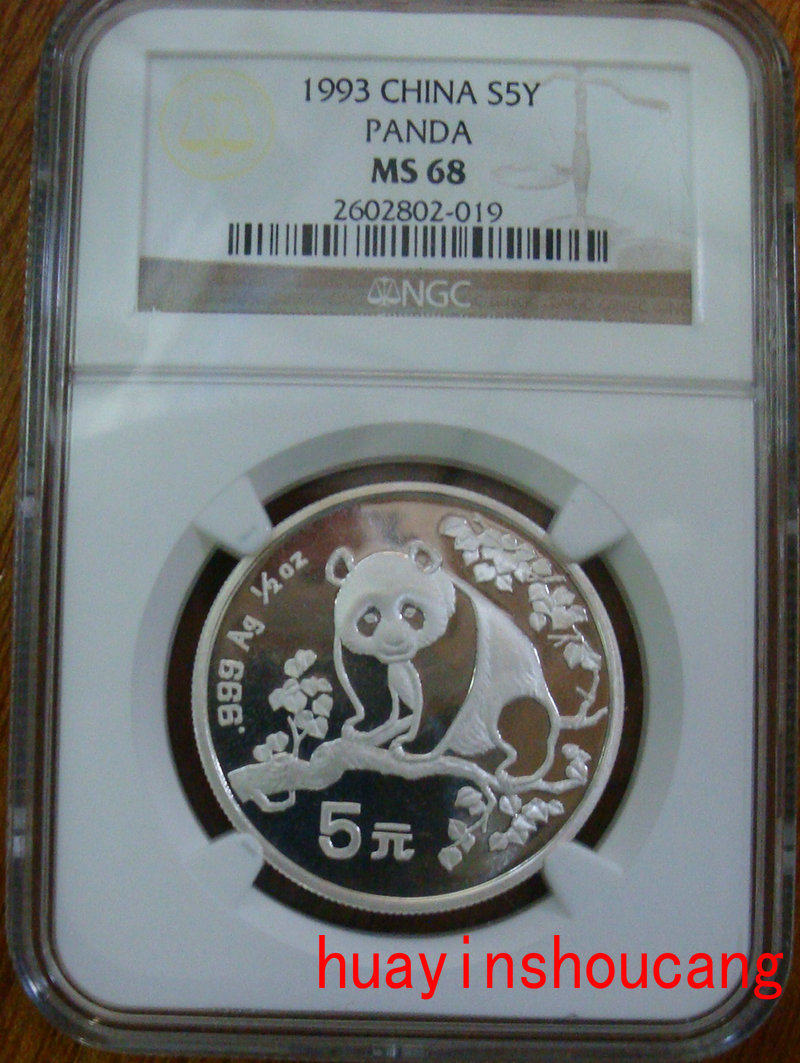 1993 CHINA S5Y
PANDA
MS 68
2602802-019
NGC
.999 Ag 1/2 oz
5元
huayinshoucang